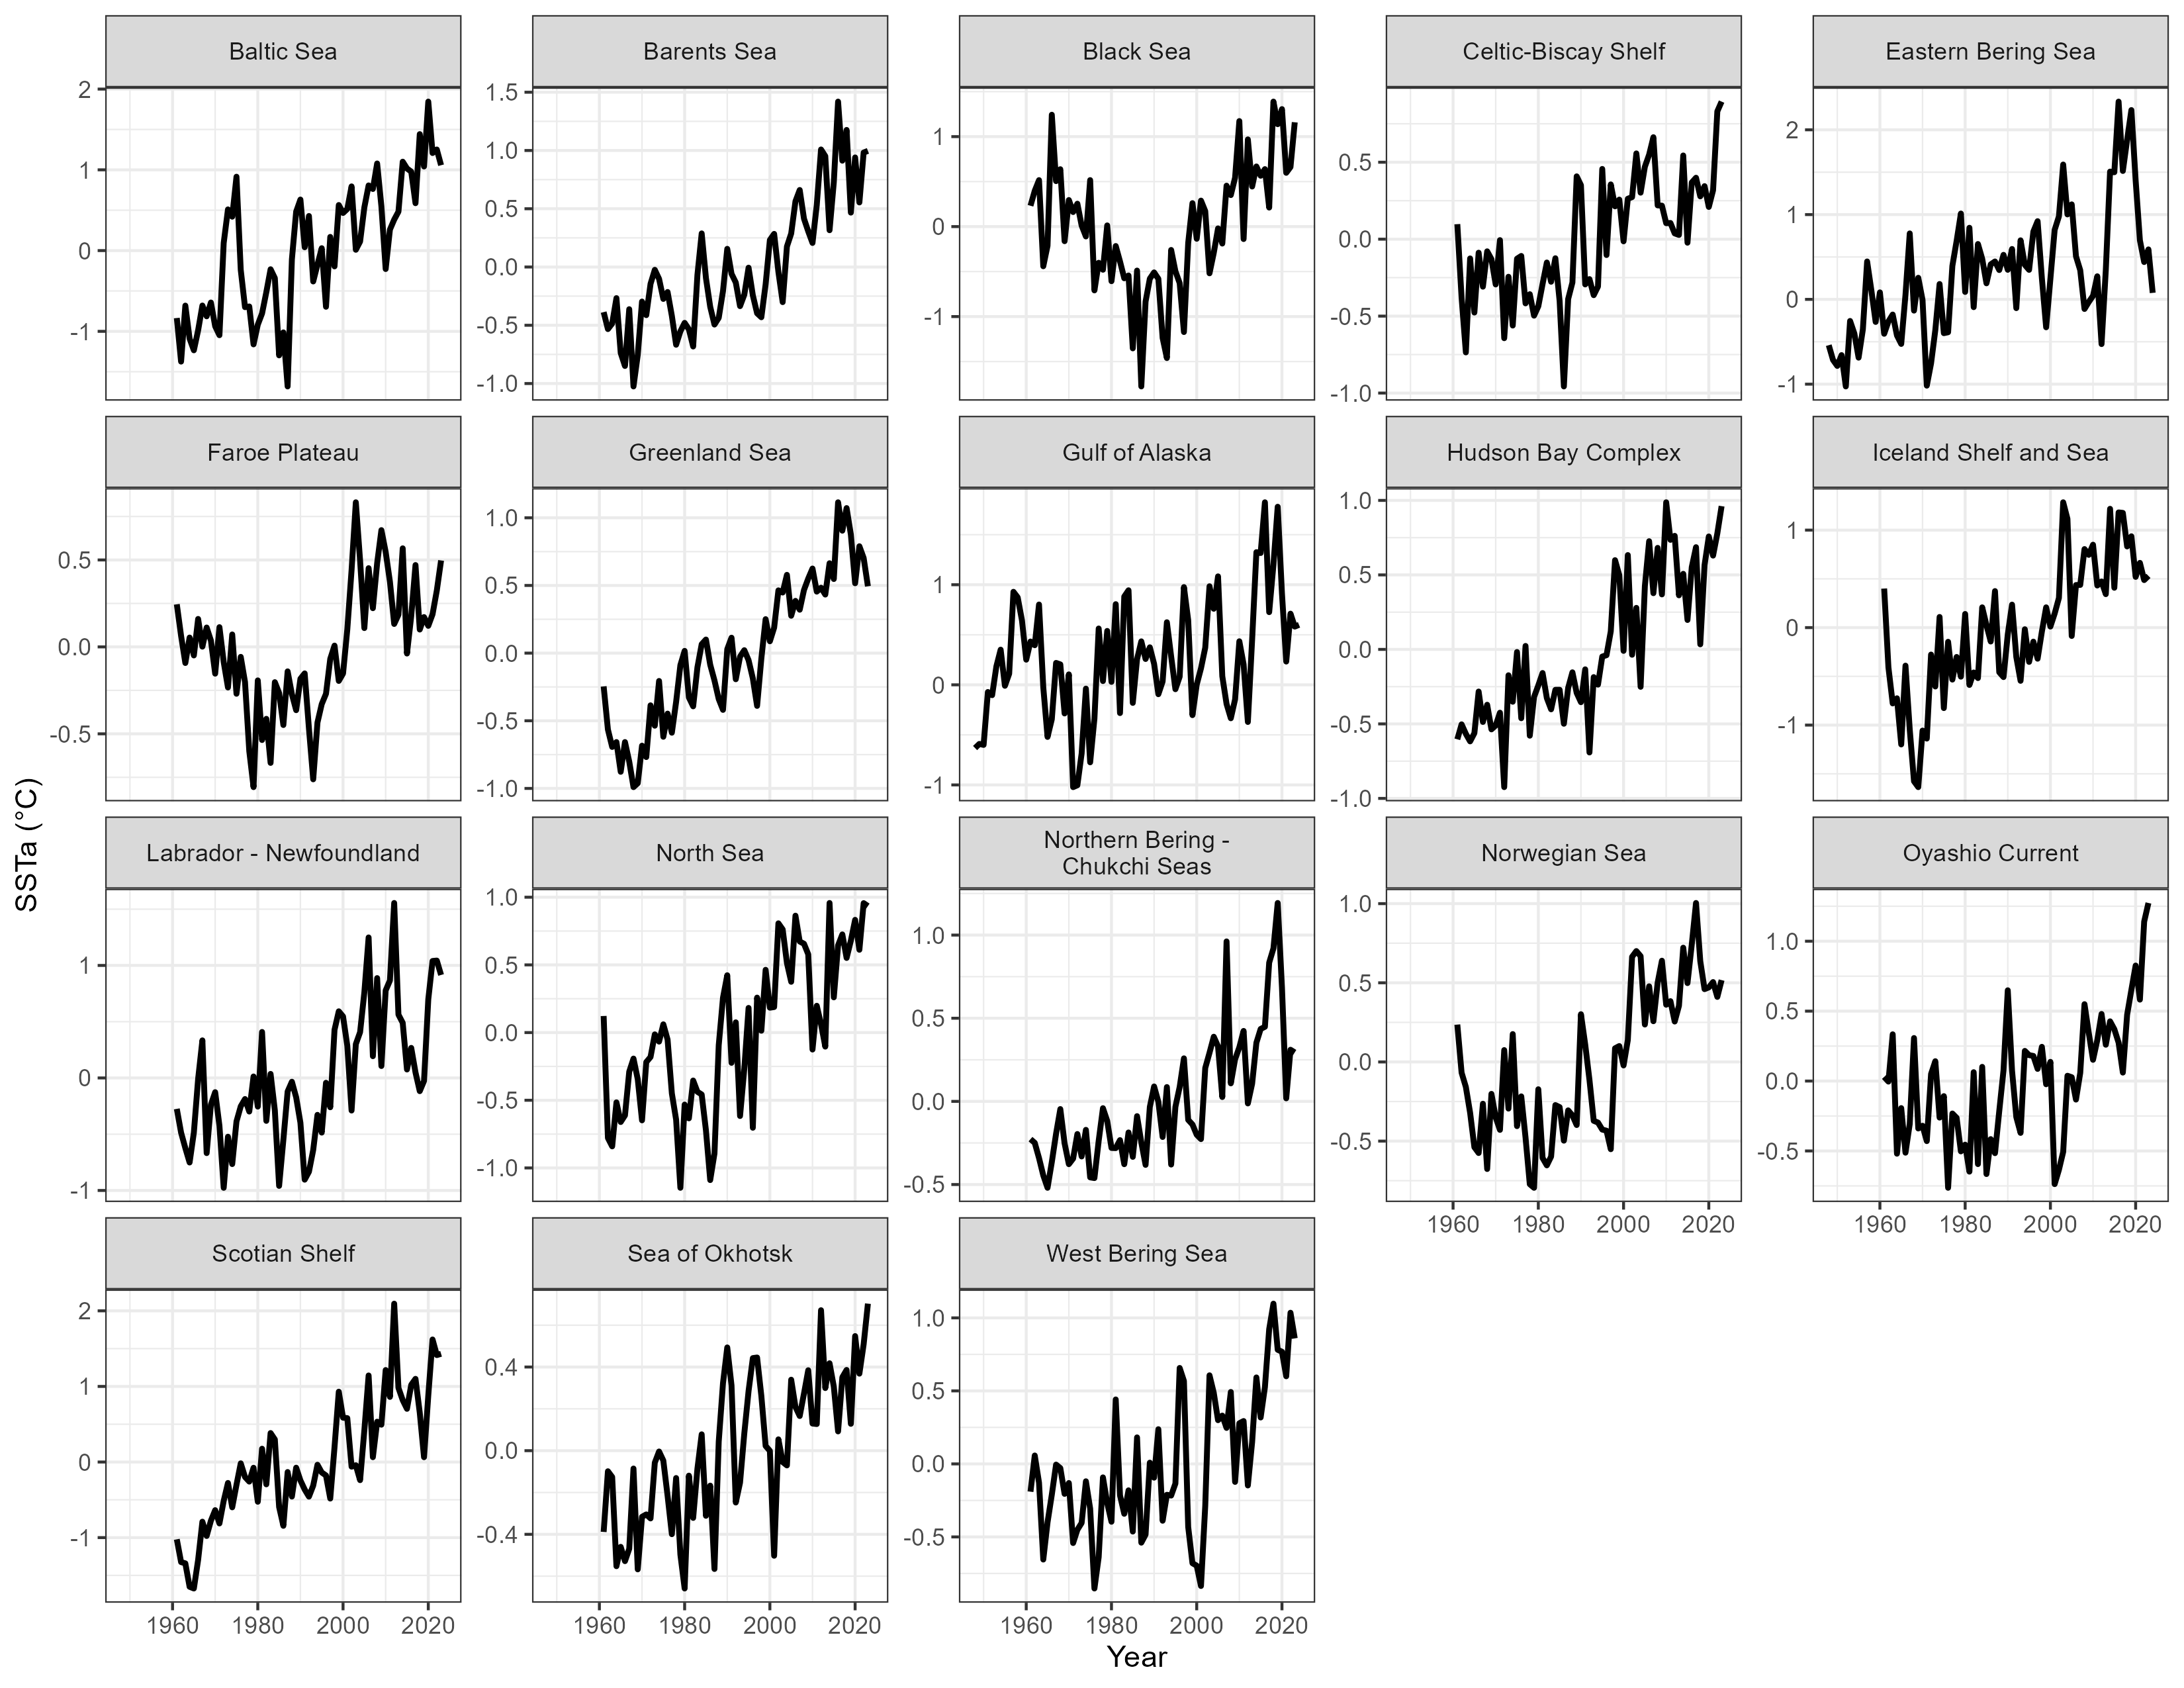 Baltic Sea
Barents Sea
Black Sea
Celtic-Biscay Shelf
Eastern Bering Sea
2
1
0
-1
1.5
1.0
0.5
0.0
-0.5
-1.0
1
0
-1
0.5
0.0
-0.5
-1.0
2
1
0
-1
Faroe Plateau
Greenland Sea
Gulf of Alaska
Hudson Bay Complex
Iceland Shelf and Sea
0.5
0.0
-0.5
1.0
0.5
0.0
-0.5
-1.0
1
0
-1
1.0
0.5
0.0
-0.5
-1.0
1
0
-1
SSTa (°C)
Labrador - Newfoundland
North Sea
Northern Bering -
Chukchi Seas
Norwegian Sea
Oyashio Current
1
0
-1
1.0
0.5
0.0
-0.5
-1.0
1.0
0.5
0.0
-0.5
1.0
0.5
0.0
-0.5
1.0
0.5
0.0
-0.5
1960 1980 2000 2020
1960 1980 2000 2020
Scotian Shelf
Sea of Okhotsk
West Bering Sea
2
1
0
-1
0.4
0.0
-0.4
1.0
0.5
0.0
-0.5
1960 1980 2000 2020
1960 1980 2000 2020
1960 1980 2000 2020
Year